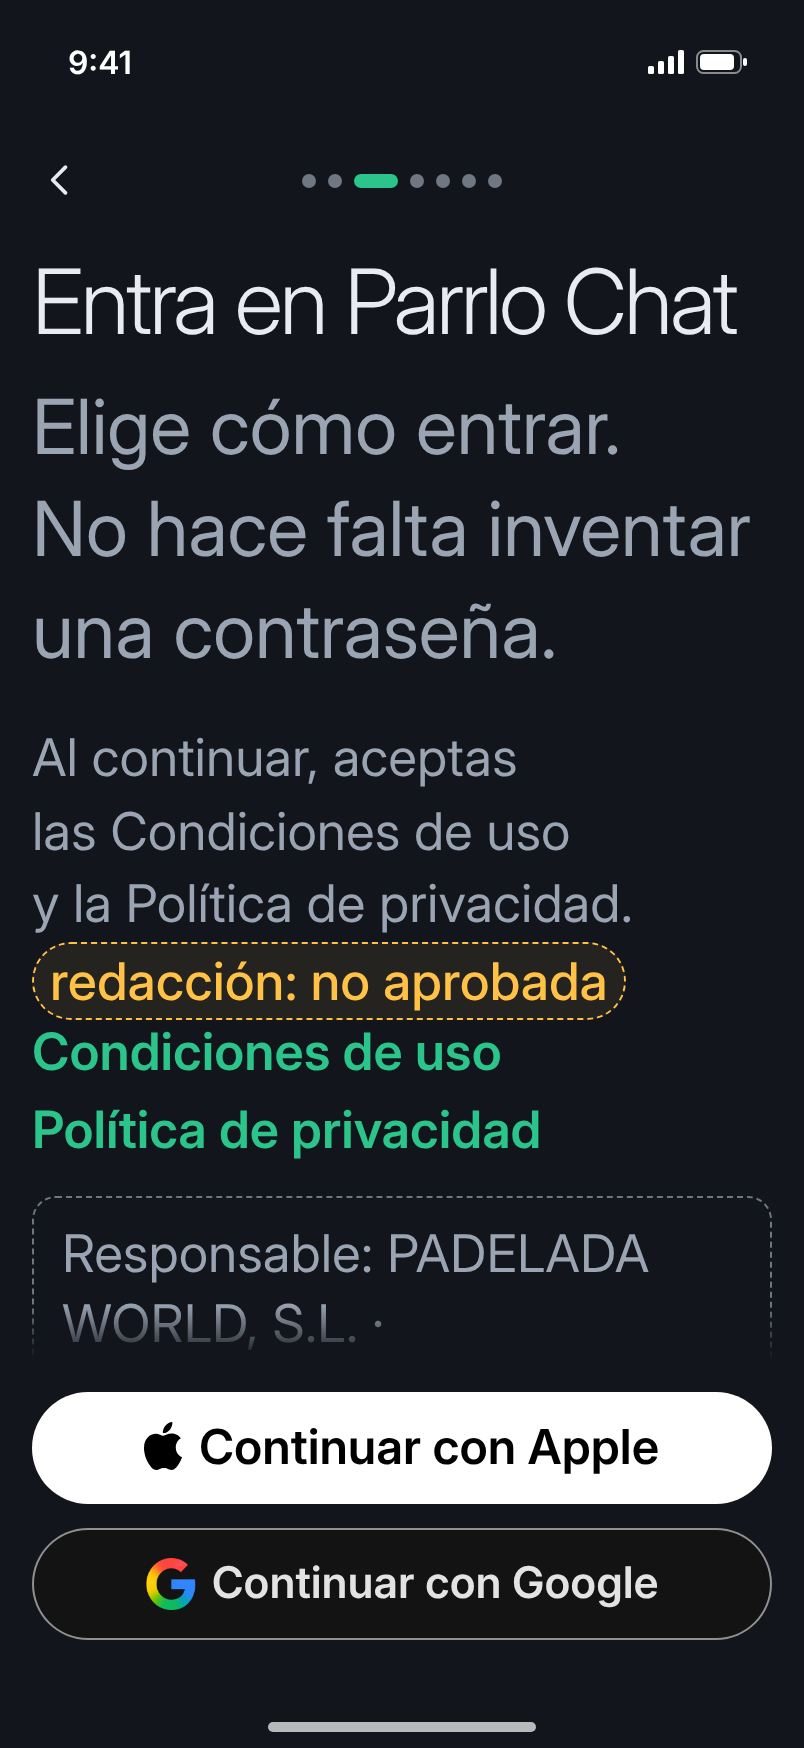 9:41
Entra en Parrlo Chat
Elige cómo entrar.
No hace falta inventar
una contraseña.
Al continuar, aceptas
las Condiciones de uso
y la Política de privacidad.
redacción: no aprobada
Condiciones de uso
Política de privacidad
Responsable: PADELADA
WORLD, S.L. ·
Continuar con Apple
Continuar con Google